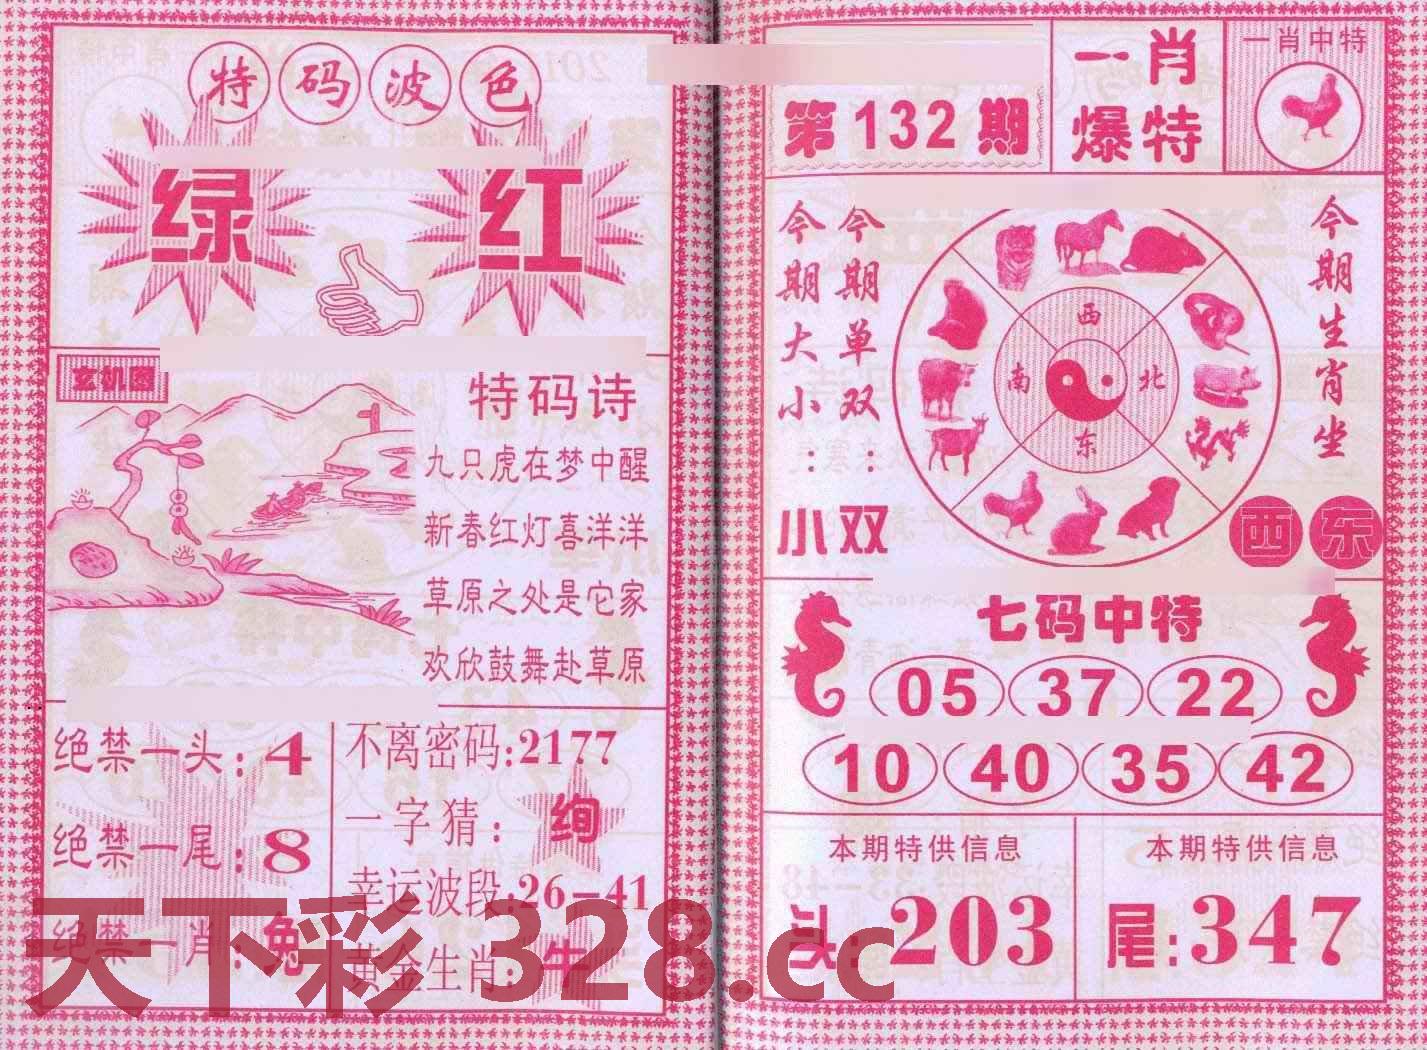 特码波色
绿 红
玄机图
特码诗
九只虎在梦中醒
新春红灯喜洋洋
草原之处是它家
欢欣鼓舞赴草原
绝禁一头:4
绝禁一尾:8
绝禁一肖:兔
不离密码:2177
一字猜:绚
幸运波段:26-41
黄金生肖:牛
第132期
一肖
爆特
一肖中特
今期大小:小
今期单双:双
西
南 北
东
今期生肖坐
西 东
七码中特
05 37 22
10 40 35 42
本期特供信息
头:203
本期特供信息
尾:347
天下彩 328.cc